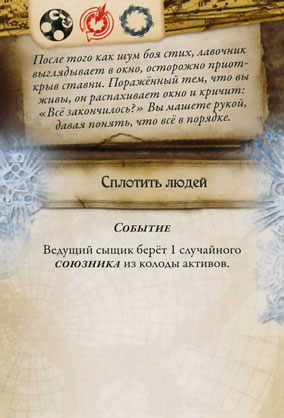 После того как шум боя стих, лавочник
выглядывает в окно, осторожно приот-
крыв ставни. Поражённый тем, что вы
живы, он распахивает окно и кричит:
«Всё закончилось?» Вы машете рукой,
давая понять, что всё в порядке.
Сплотить людей
Событие
Ведущий сыщик берёт 1 случайного
СОЮЗНИКА из колоды активов.